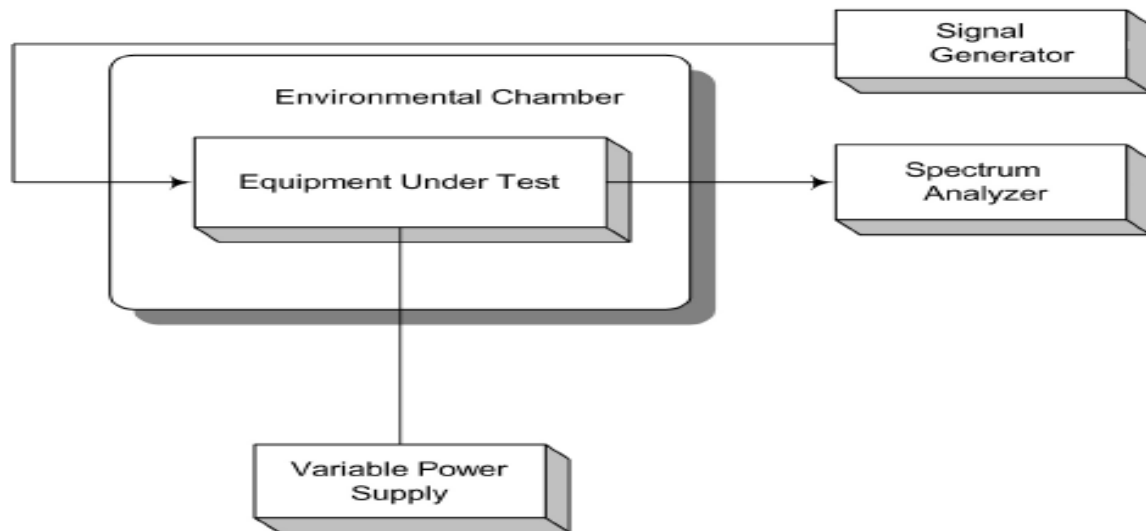 Signal
Generator
Environmental Chamber
Equipment Under Test
Spectrum
Analyzer
Variable Power
Supply